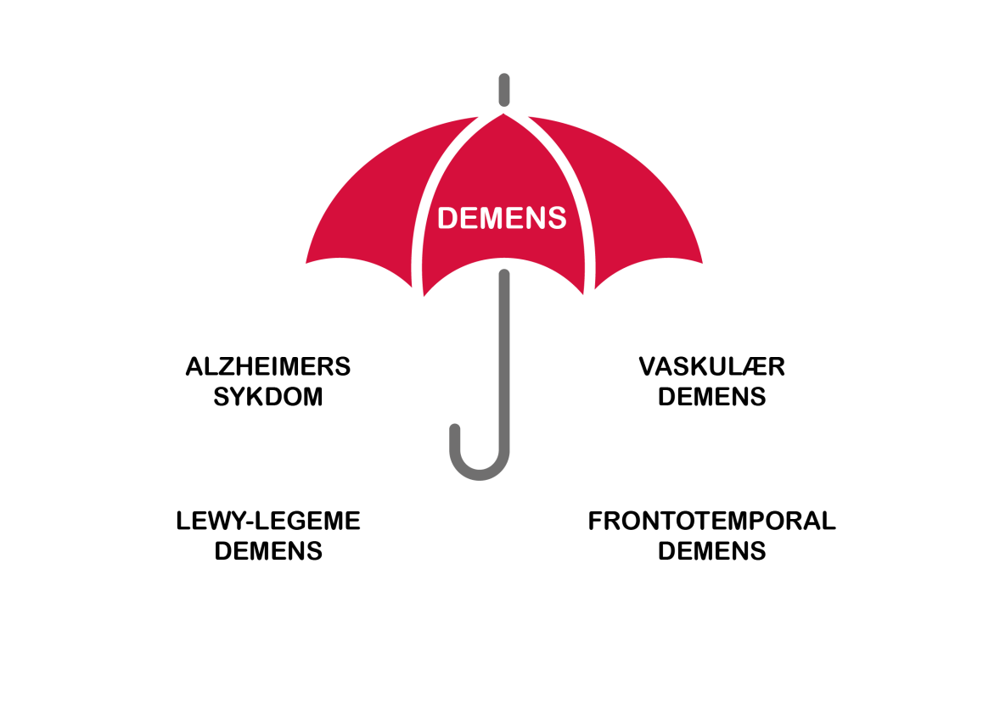 DEMENS
ALZHEIMERS
SYKDOM
VASKULÆR
DEMENS
LEWY-LEGEME
DEMENS
FRONTOTEMPORAL
DEMENS